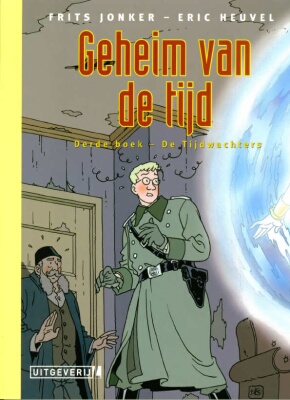 FRITS JONKER – ERIC HEUVEL
Geheim van
de tijd
Derde boek – De Tijdwachters
UITGEVERIJ